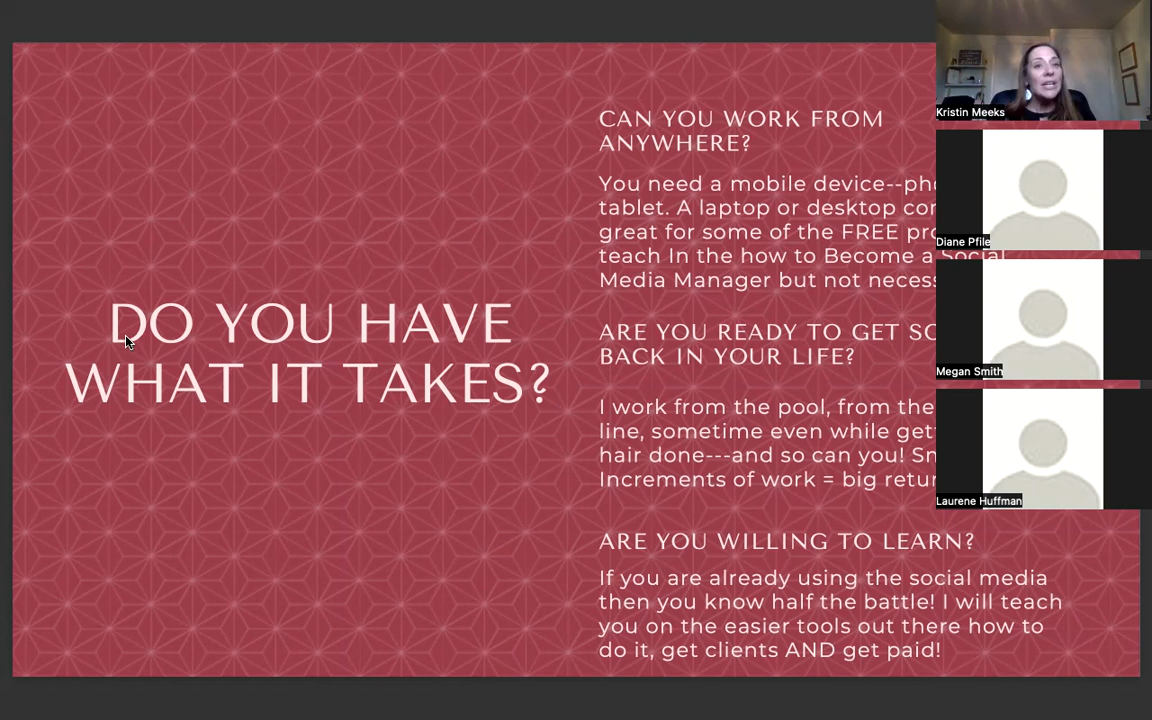 DO YOU HAVE
WHAT IT TAKES?
CAN YOU WORK FROM
ANYWHERE?
You need a mobile device--
tablet. A laptop or desktop
great for some of the FREE
teach In the how to Become a Social
Media Manager but not
ARE YOU READY TO GET
BACK IN YOUR LIFE?
I work from the pool, from the
line, sometime even while
hair done---and so can you!
Increments of work = big
ARE YOU WILLING TO LEARN?
If you are already using the social media
then you know half the battle! I will teach
you on the easier tools out there how to
do it, get clients AND get paid!
Kristin Meeks
Diane Pfile
Megan Smith
Laurene Huffman